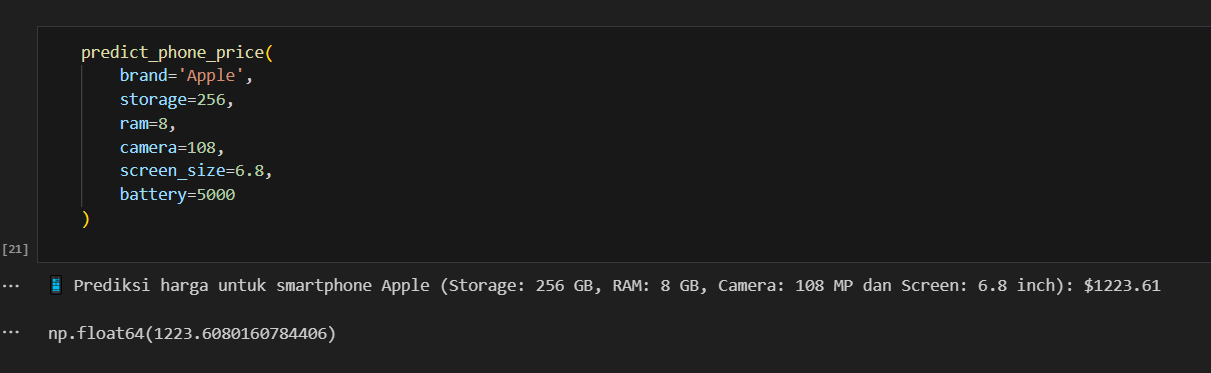 predict_phone_price(
brand='Apple',
storage=256,
ram=8,
camera=108,
screen_size=6.8,
battery=5000
)
[21]
... 📱 Prediksi harga untuk smartphone Apple (Storage: 256 GB, RAM: 8 GB, Camera: 108 MP dan Screen: 6.8 inch): $1223.61
... np.float64(1223.6080160784406)